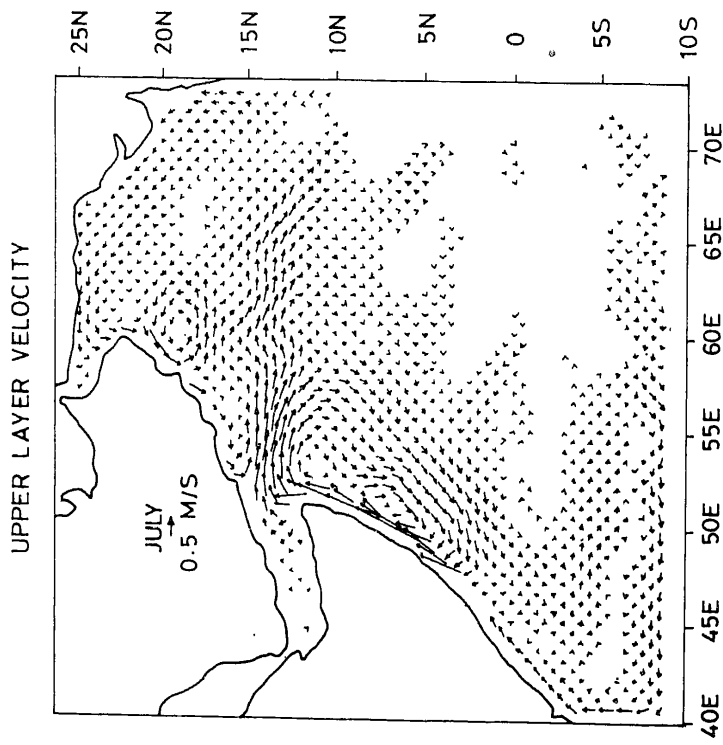 UPPER LAYER VELOCITY
JULY
0.5 M/S
25N
20N
15N
10N
5N
0
5S
10S
40E
45E
50E
55E
60E
65E
70E